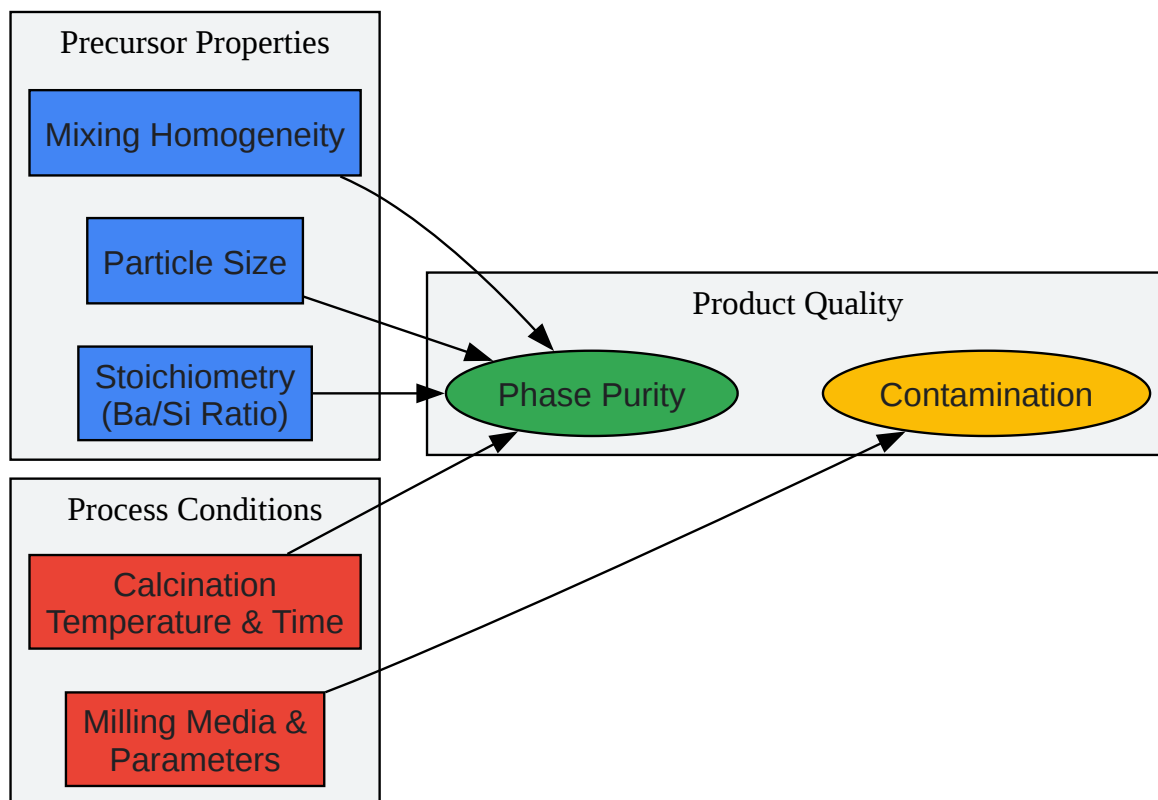 Precursor Properties
Mixing Homogeneity
Particle Size
Stoichiometry
(Ba/Si Ratio)
Product Quality
Phase Purity
Contamination
Process Conditions
Calcination
Temperature & Time
Milling Media &
Parameters